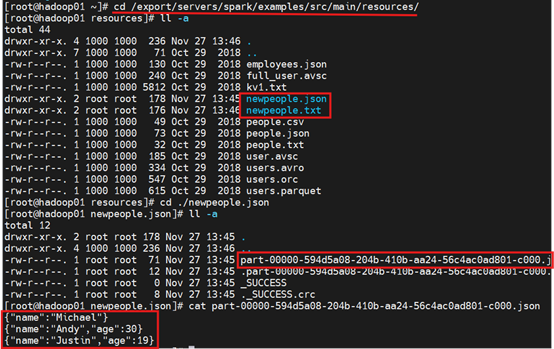 [root@hadoop01 ~]# cd /export/servers/spark/examples/src/main/resources/
[root@hadoop01 resources]# ll -a
total 44
drwxr-xr-x. 4 1000 1000 236 Nov 27 13:46 .
drwxr-xr-x. 7 1000 1000 71 Oct 29 2018 ..
-rw-r--r--. 1 1000 1000 130 Oct 29 2018 employees.json
-rw-r--r--. 1 1000 1000 240 Oct 29 2018 full_user.avsc
-rw-r--r--. 1 1000 1000 5812 Oct 29 2018 kv1.txt
drwxr-xr-x. 2 root root 178 Nov 27 13:45 newpeople.json
drwxr-xr-x. 2 root root 176 Nov 27 13:46 newpeople.txt
-rw-r--r--. 1 1000 1000 49 Oct 29 2018 people.csv
-rw-r--r--. 1 1000 1000 73 Oct 29 2018 people.json
-rw-r--r--. 1 1000 1000 32 Oct 29 2018 people.txt
-rw-r--r--. 1 1000 1000 185 Oct 29 2018 user.avsc
-rw-r--r--. 1 1000 1000 334 Oct 29 2018 users.avro
-rw-r--r--. 1 1000 1000 547 Oct 29 2018 users.orc
-rw-r--r--. 1 1000 1000 615 Oct 29 2018 users.parquet
[root@hadoop01 resources]# cd ./newpeople.json
[root@hadoop01 newpeople.json]# ll -a
total 12
drwxr-xr-x. 2 root root 178 Nov 27 13:45 .
drwxr-xr-x. 4 1000 1000 236 Nov 27 13:46 ..
-rw-r--r--. 1 root root 71 Nov 27 13:45 part-00000-594d5a08-204b-410b-aa24-56c4ac0ad801-c000.j
-rw-r--r--. 1 root root 12 Nov 27 13:45 .part-00000-594d5a08-204b-410b-aa24-56c4ac0ad801-c000.
-rw-r--r--. 1 root root 0 Nov 27 13:45 _SUCCESS
-rw-r--r--. 1 root root 8 Nov 27 13:45 ._SUCCESS.crc
[root@hadoop01 newpeople.json]# cat part-00000-594d5a08-204b-410b-aa24-56c4ac0ad801-c000.json
{"name":"Michael"}
{"name":"Andy","age":30}
{"name":"Justin","age":19}